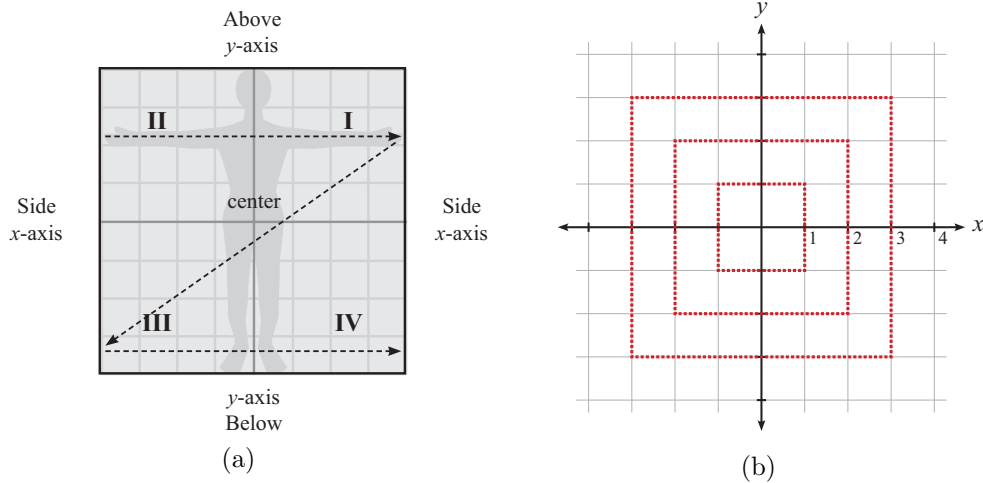 Above
y-axis
II
I
center
Side
x-axis
Side
x-axis
III
IV
y-axis
Below
(a)
y
x
1
2
3
4
(b)